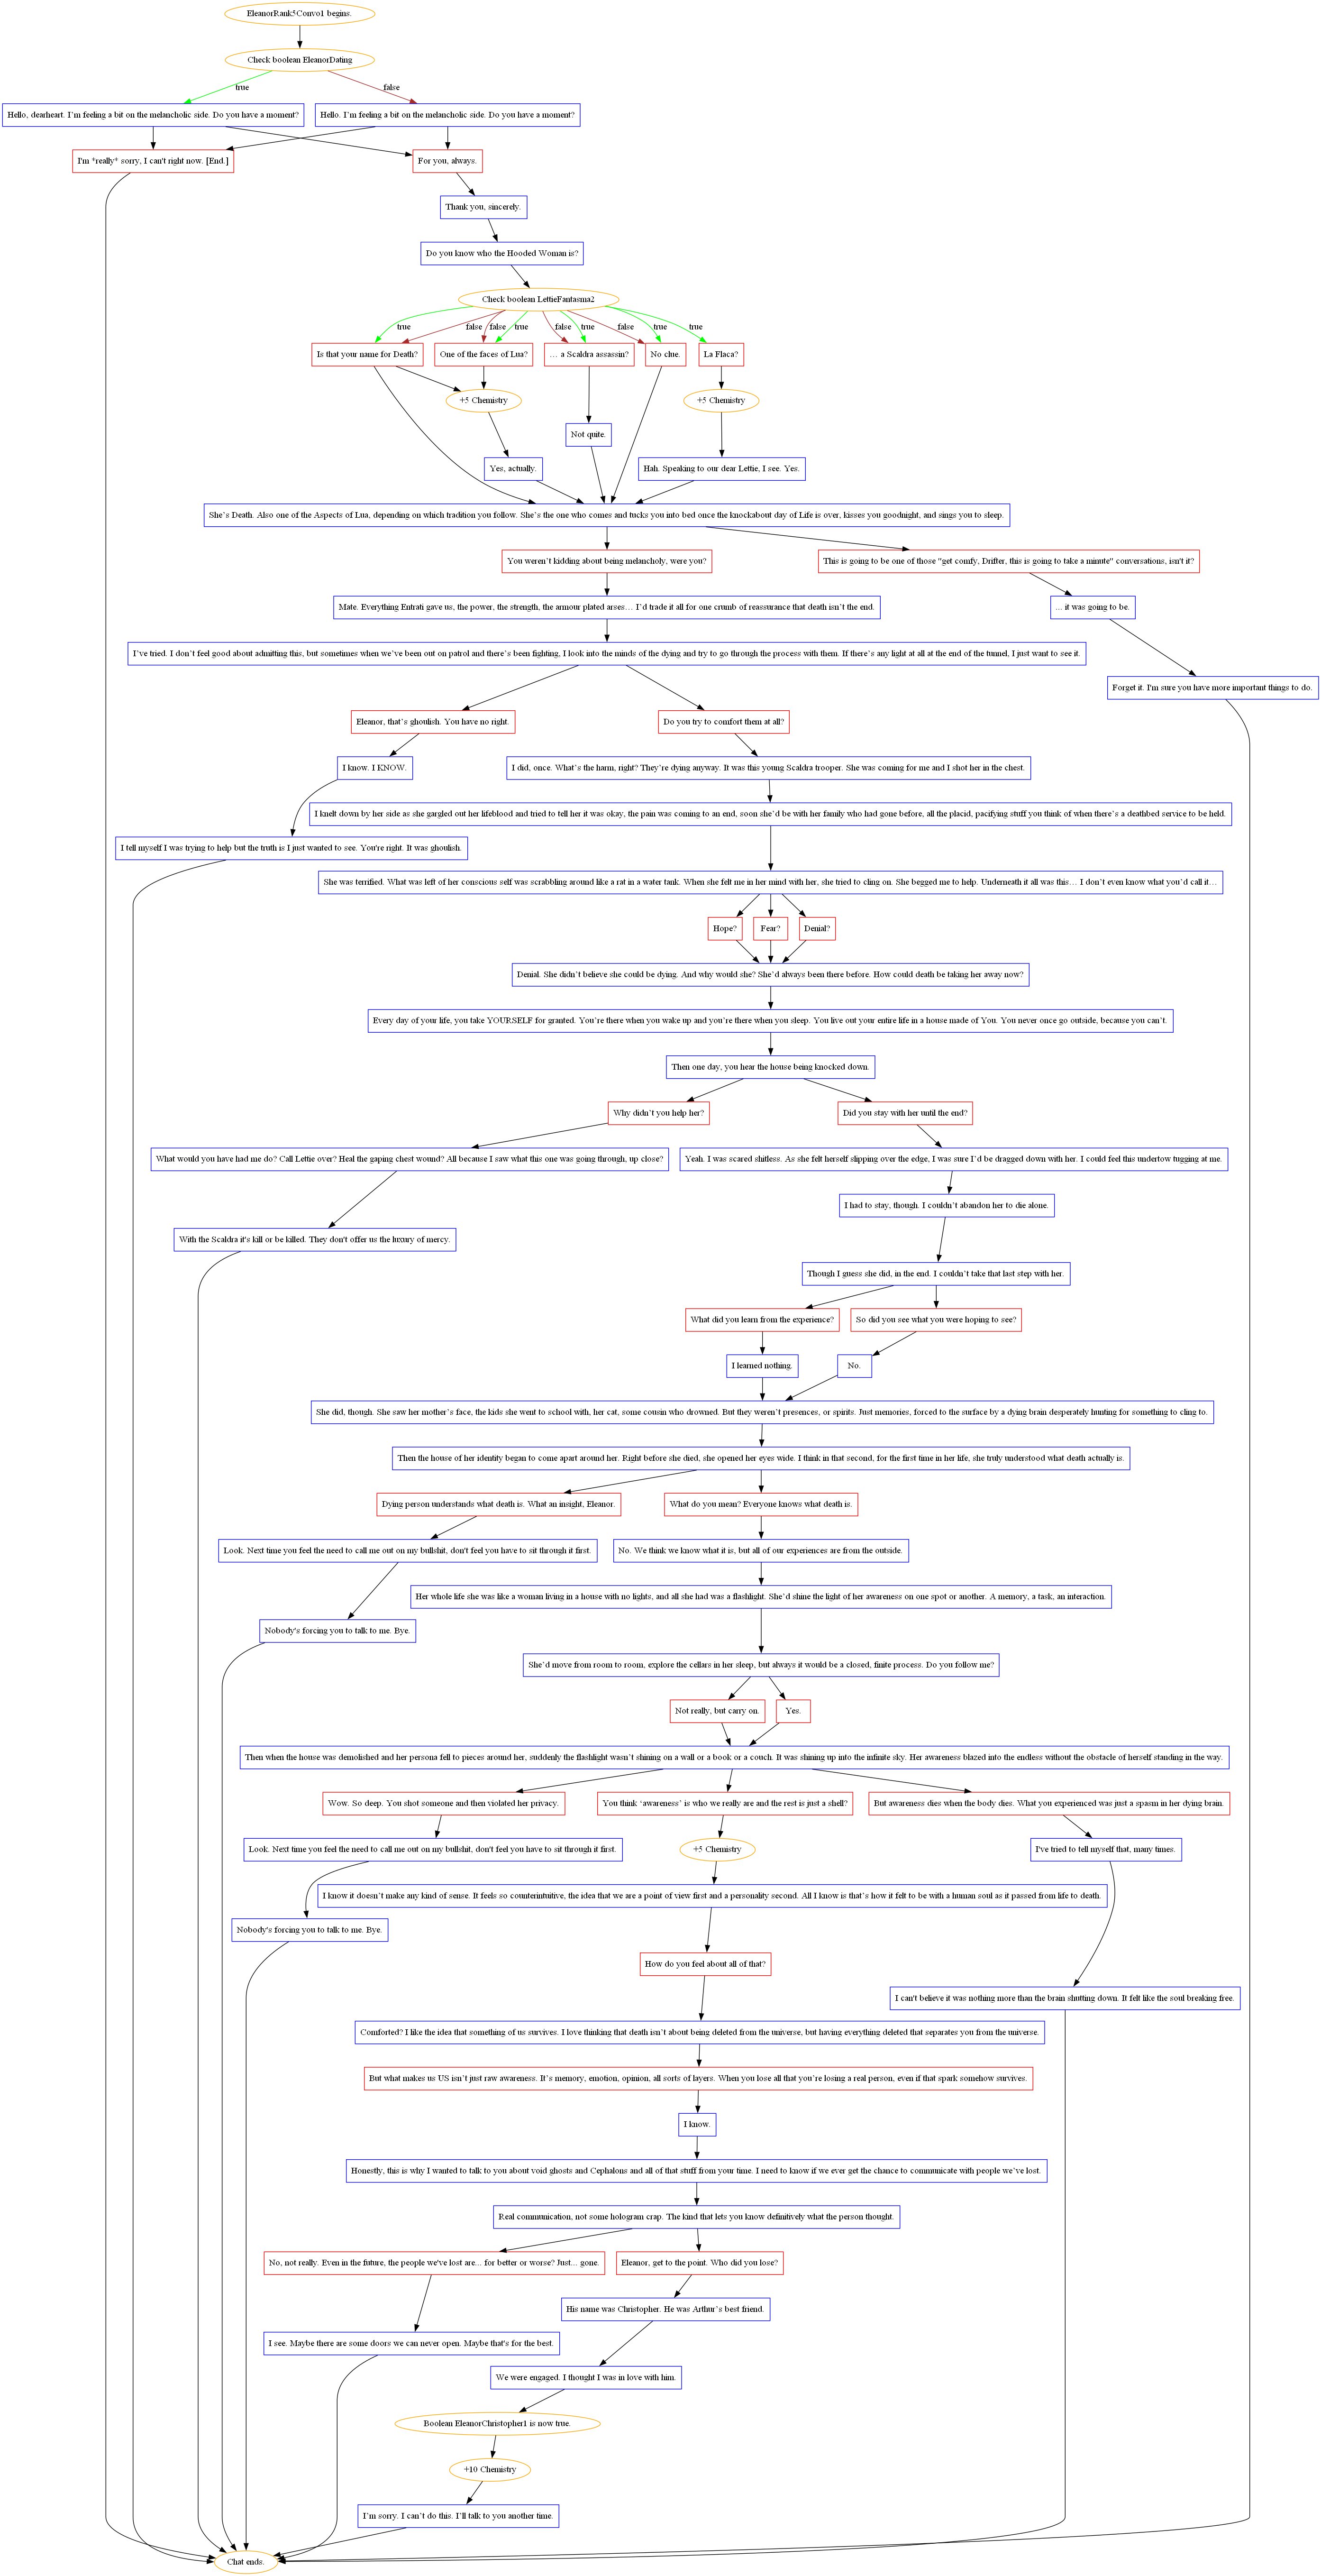 EleanorRank5Convo1 begins.
Check boolean EleanorDating
true
false
Hello, dearheart. I’m feeling a bit on the melancholic side. Do you have a moment?
Hello. I’m feeling a bit on the melancholic side. Do you have a moment?
I'm *really* sorry, I can't right now. [End.]
For you, always.
Thank you, sincerely.
Do you know who the Hooded Woman is?
Check boolean LettieFantasma2
true
false
false
true
false
true
false
true
true
Is that your name for Death?
One of the faces of Lua?
… a Scaldra assassin?
No clue.
La Flaca?
+5 Chemistry
+5 Chemistry
Not quite.
Yes, actually.
Hah. Speaking to our dear Lettie, I see. Yes.
She’s Death. Also one of the Aspects of Lua, depending on which tradition you follow. She’s the one who comes and tucks you into bed once the knockabout day of Life is over, kisses you goodnight, and sings you to sleep.
You weren’t kidding about being melancholy, were you?
This is going to be one of those "get comfy, Drifter, this is going to take a minute" conversations, isn't it?
Mate. Everything Entrati gave us, the power, the strength, the armour plated arses… I’d trade it all for one crumb of reassurance that death isn’t the end.
... it was going to be.
I’ve tried. I don’t feel good about admitting this, but sometimes when we’ve been out on patrol and there’s been fighting, I look into the minds of the dying and try to go through the process with them. If there’s any light at all at the end of the tunnel, I just want to see it.
Forget it. I'm sure you have more important things to do.
Eleanor, that’s ghoulish. You have no right.
Do you try to comfort them at all?
I know. I KNOW.
I did, once. What’s the harm, right? They’re dying anyway. It was this young Scaldra trooper. She was coming for me and I shot her in the chest.
I knelt down by her side as she gargled out her lifeblood and tried to tell her it was okay, the pain was coming to an end, soon she’d be with her family who had gone before, all the placid, pacifying stuff you think of when there’s a deathbed service to be held.
I tell myself I was trying to help but the truth is I just wanted to see. You're right. It was ghoulish.
She was terrified. What was left of her conscious self was scrabbling around like a rat in a water tank. When she felt me in her mind with her, she tried to cling on. She begged me to help. Underneath it all was this… I don’t even know what you’d call it…
Hope?
Fear?
Denial?
Denial. She didn’t believe she could be dying. And why would she? She’d always been there before. How could death be taking her away now?
Every day of your life, you take YOURSELF for granted. You’re there when you wake up and you’re there when you sleep. You live out your entire life in a house made of You. You never once go outside, because you can’t.
Then one day, you hear the house being knocked down.
Why didn’t you help her?
Did you stay with her until the end?
What would you have had me do? Call Lettie over? Heal the gaping chest wound? All because I saw what this one was going through, up close?
Yeah. I was scared shitless. As she felt herself slipping over the edge, I was sure I’d be dragged down with her. I could feel this undertow tugging at me.
I had to stay, though. I couldn’t abandon her to die alone.
With the Scaldra it's kill or be killed. They don't offer us the luxury of mercy.
Though I guess she did, in the end. I couldn’t take that last step with her.
What did you learn from the experience?
So did you see what you were hoping to see?
I learned nothing.
No.
She did, though. She saw her mother’s face, the kids she went to school with, her cat, some cousin who drowned. But they weren’t presences, or spirits. Just memories, forced to the surface by a dying brain desperately hunting for something to cling to.
Then the house of her identity began to come apart around her. Right before she died, she opened her eyes wide. I think in that second, for the first time in her life, she truly understood what death actually is.
Dying person understands what death is. What an insight, Eleanor.
What do you mean? Everyone knows what death is.
Look. Next time you feel the need to call me out on my bullshit, don't feel you have to sit through it first.
No. We think we know what it is, but all of our experiences are from the outside.
Her whole life she was like a woman living in a house with no lights, and all she had was a flashlight. She’d shine the light of her awareness on one spot or another. A memory, a task, an interaction.
Nobody's forcing you to talk to me. Bye.
She’d move from room to room, explore the cellars in her sleep, but always it would be a closed, finite process. Do you follow me?
Not really, but carry on.
Yes.
Then when the house was demolished and her persona fell to pieces around her, suddenly the flashlight wasn’t shining on a wall or a book or a couch. It was shining up into the infinite sky. Her awareness blazed into the endless without the obstacle of herself standing in the way.
Wow. So deep. You shot someone and then violated her privacy.
You think ‘awareness’ is who we really are and the rest is just a shell?
But awareness dies when the body dies. What you experienced was just a spasm in her dying brain.
Look. Next time you feel the need to call me out on my bullshit, don't feel you have to sit through it first.
+5 Chemistry
I've tried to tell myself that, many times.
I know it doesn’t make any kind of sense. It feels so counterintuitive, the idea that we are a point of view first and a personality second. All I know is that’s how it felt to be with a human soul as it passed from life to death.
Nobody's forcing you to talk to me. Bye.
How do you feel about all of that?
I can't believe it was nothing more than the brain shutting down. It felt like the soul breaking free.
Comforted? I like the idea that something of us survives. I love thinking that death isn’t about being deleted from the universe, but having everything deleted that separates you from the universe.
But what makes us US isn’t just raw awareness. It’s memory, emotion, opinion, all sorts of layers. When you lose all that you’re losing a real person, even if that spark somehow survives.
I know.
Honestly, this is why I wanted to talk to you about void ghosts and Cephalons and all of that stuff from your time. I need to know if we ever get the chance to communicate with people we’ve lost.
Real communication, not some hologram crap. The kind that lets you know definitively what the person thought.
No, not really. Even in the future, the people we've lost are... for better or worse? Just... gone.
Eleanor, get to the point. Who did you lose?
His name was Christopher. He was Arthur’s best friend.
I see. Maybe there are some doors we can never open. Maybe that's for the best.
We were engaged. I thought I was in love with him.
Boolean EleanorChristopher1 is now true.
+10 Chemistry
I’m sorry. I can’t do this. I’ll talk to you another time.
Chat ends.